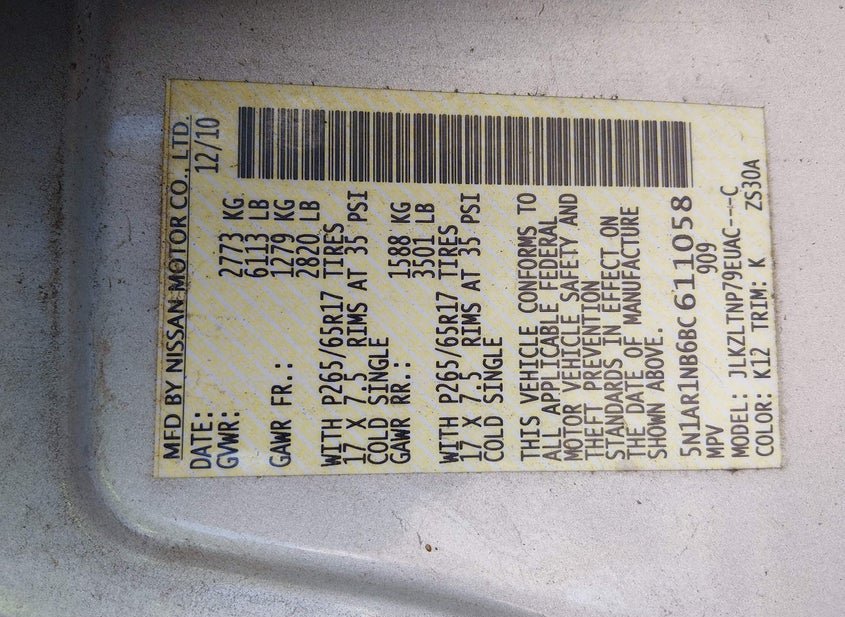 MFD BY NISSAN MOTOR CO., LTD.
DATE: 12/10
GVWR: 2773 KG
6113 LB
GAWR FR.: 1279 KG
2820 LB
WITH P265/65R17 TIRES
17 X 7.5 RIMS AT 35 PSI
COLD SINGLE
GAWR RR.: 1588 KG
3501 LB
WITH P265/65R17 TIRES
17 X 7.5 RIMS AT 35 PSI
COLD SINGLE
THIS VEHICLE CONFORMS TO
ALL APPLICABLE FEDERAL
MOTOR VEHICLE SAFETY AND
THEFT PREVENTION
STANDARDS IN EFFECT ON
THE DATE OF MANUFACTURE
SHOWN ABOVE.
5N1AR1NB6BC611058
MPV 909
MODEL: JLKZLTNP79EUAC---C
COLOR: K12 TRIM: K ZS30A